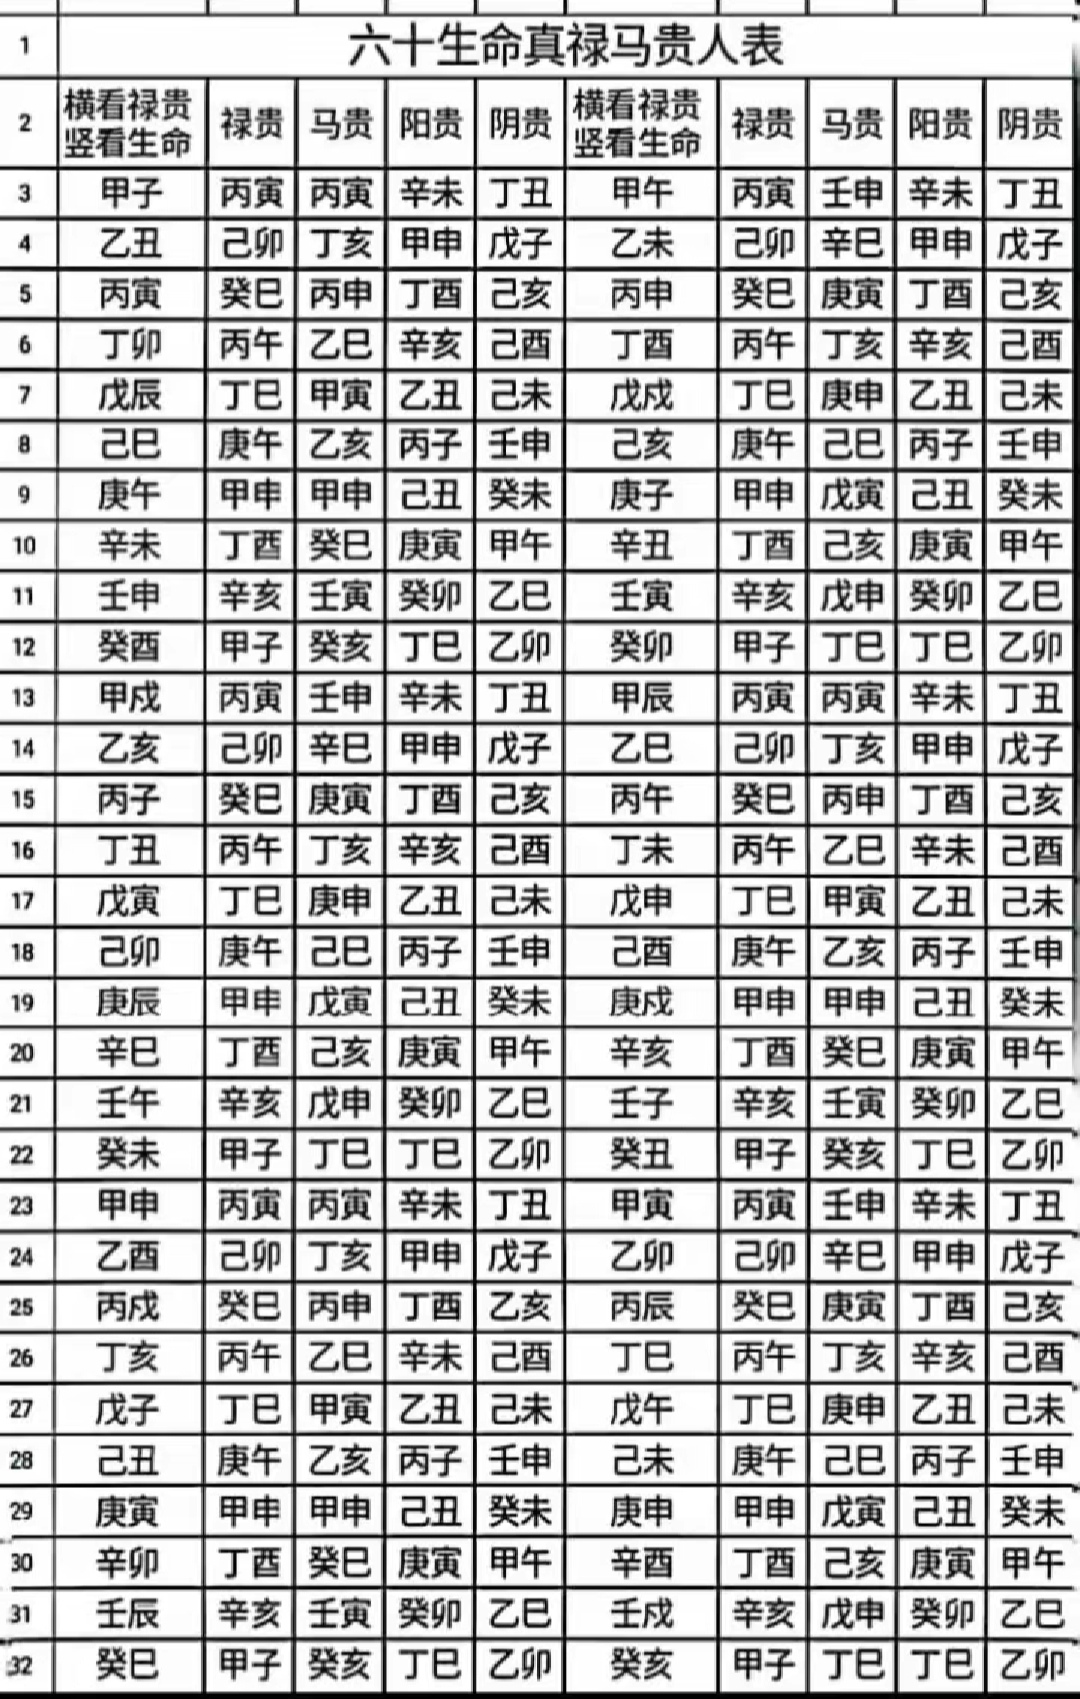 1 六十生命真禄马贵人表
2 横看禄贵 竖看生命 禄贵 马贵 阳贵 阴贵 横看禄贵 竖看生命 禄贵 马贵 阳贵 阴贵
3 甲子 丙寅 丙寅 辛未 丁丑 甲午 丙寅 壬申 辛未 丁丑
4 乙丑 己卯 丁亥 甲申 戊子 乙未 己卯 辛巳 甲申 戊子
5 丙寅 癸巳 丙申 丁酉 己亥 丙申 癸巳 庚寅 丁酉 己亥
6 丁卯 丙午 乙巳 辛亥 己酉 丁酉 丙午 丁亥 辛亥 己酉
7 戊辰 丁巳 甲寅 乙丑 己未 戊戍 丁巳 庚申 乙丑 己未
8 己巳 庚午 乙亥 丙子 壬申 己亥 庚午 己巳 丙子 壬申
9 庚午 甲申 甲申 己丑 癸未 庚子 甲申 戊寅 己丑 癸未
10 辛未 丁酉 癸巳 庚寅 甲午 辛丑 丁酉 己亥 庚寅 甲午
11 壬申 辛亥 壬寅 癸卯 乙巳 壬寅 辛亥 戊申 癸卯 乙巳
12 癸酉 甲子 癸亥 丁巳 乙卯 癸卯 甲子 丁巳 丁巳 乙卯
13 甲戍 丙寅 壬申 辛未 丁丑 甲辰 丙寅 丙寅 辛未 丁丑
14 乙亥 己卯 辛巳 甲申 戊子 乙巳 己卯 丁亥 甲申 戊子
15 丙子 癸巳 庚寅 丁酉 己亥 丙午 癸巳 丙申 丁酉 己亥
16 丁丑 丙午 丁亥 辛亥 己酉 丁未 丙午 乙巳 辛未 己酉
17 戊寅 丁巳 庚申 乙丑 己未 戊申 丁巳 甲寅 乙丑 己未
18 己卯 庚午 己巳 丙子 壬申 己酉 庚午 乙亥 丙子 壬申
19 庚辰 甲申 戊寅 己丑 癸未 庚戍 甲申 甲申 己丑 癸未
20 辛巳 丁酉 己亥 庚寅 甲午 辛亥 丁酉 癸巳 庚寅 甲午
21 壬午 辛亥 戊申 癸卯 乙巳 壬子 辛亥 壬寅 癸卯 乙巳
22 癸未 甲子 丁巳 丁巳 乙卯 癸丑 甲子 癸亥 丁巳 乙卯
23 甲申 丙寅 丙寅 辛未 丁丑 甲寅 丙寅 壬申 辛未 丁丑
24 乙酉 己卯 丁亥 甲申 戊子 乙卯 己卯 辛巳 甲申 戊子
25 丙戍 癸巳 丙申 丁酉 乙亥 丙辰 癸巳 庚寅 丁酉 己亥
26 丁亥 丙午 乙巳 辛未 己酉 丁巳 丙午 丁亥 辛亥 己酉
27 戊子 丁巳 甲寅 乙丑 己未 戊午 丁巳 庚申 乙丑 己未
28 己丑 庚午 乙亥 丙子 壬申 己未 庚午 己巳 丙子 壬申
29 庚寅 甲申 甲申 己丑 癸未 庚申 甲申 戊寅 己丑 癸未
30 辛卯 丁酉 癸巳 庚寅 甲午 辛酉 丁酉 己亥 庚寅 甲午
31 壬辰 辛亥 壬寅 癸卯 乙巳 壬戍 辛亥 戊申 癸卯 乙巳
32 癸巳 甲子 癸亥 丁巳 乙卯 癸亥 甲子 丁巳 丁巳 乙卯